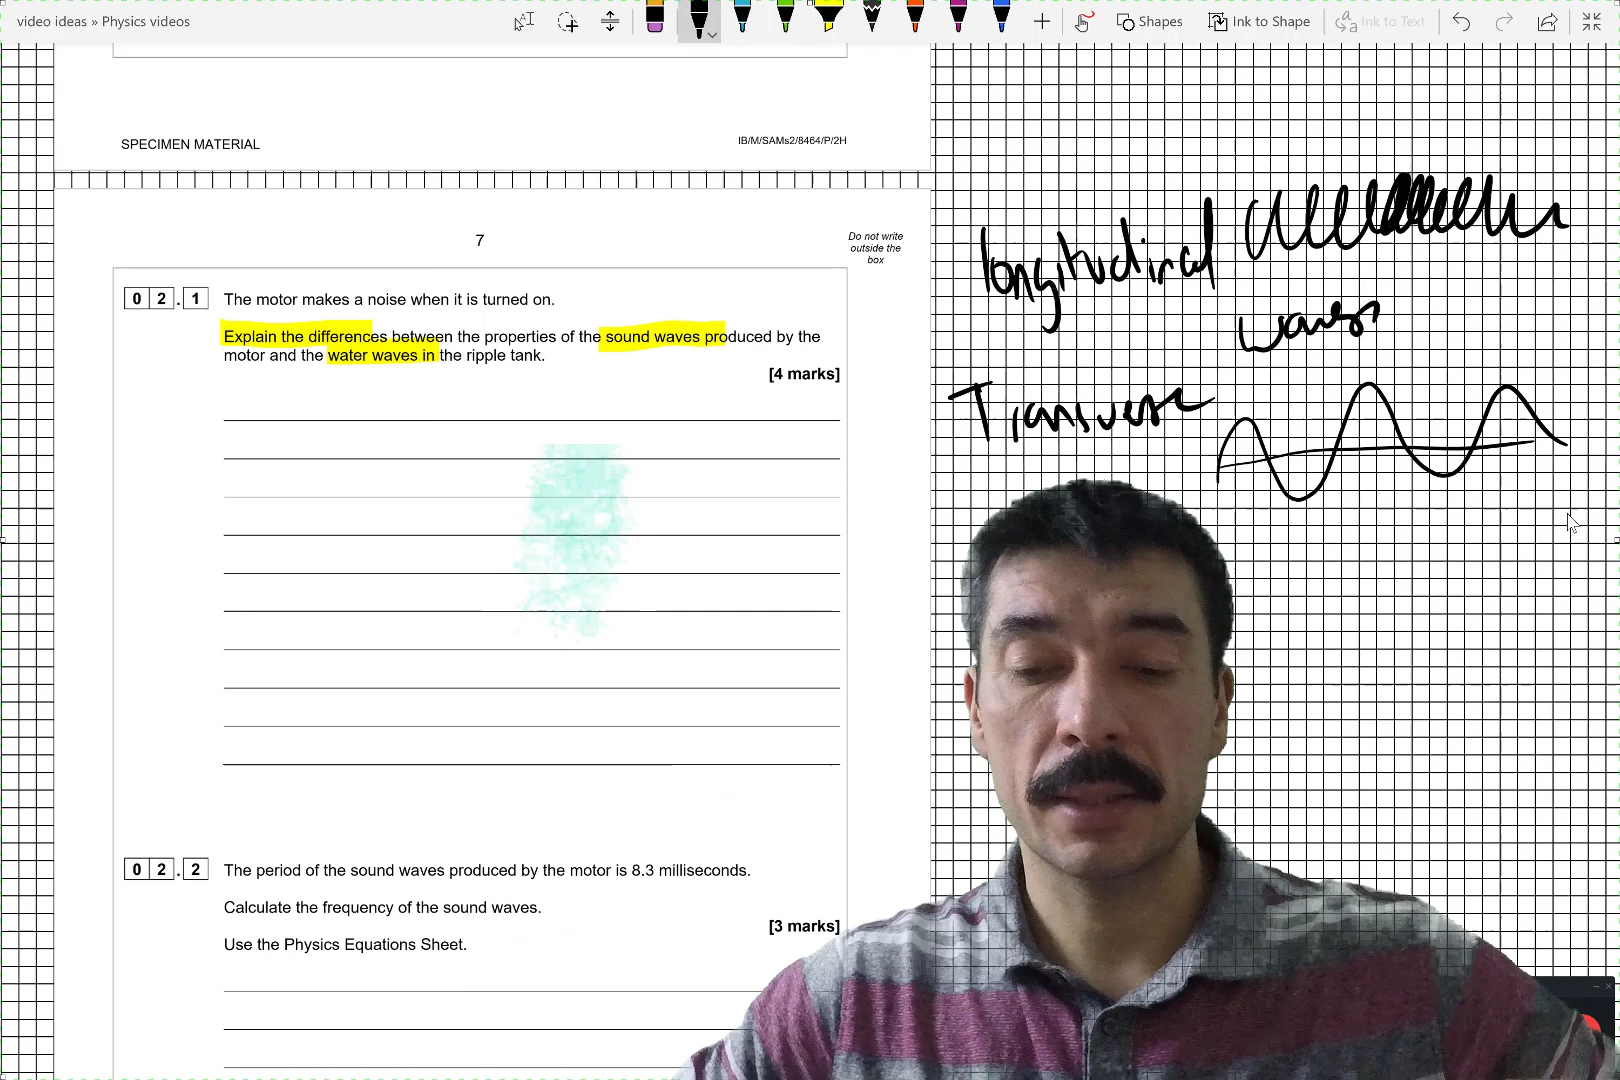 video ideas » Physics videos
Shapes
Ink to Shape
Ink to Text
SPECIMEN MATERIAL
IB/M/SAMs2/8464/P/2H
7
Do not write
outside the
box
0 2 . 1 The motor makes a noise when it is turned on.
Explain the differences between the properties of the sound waves produced by the
motor and the water waves in the ripple tank.
[4 marks]
longitudinal
waves
Transverse
0 2 . 2 The period of the sound waves produced by the motor is 8.3 milliseconds.
Calculate the frequency of the sound waves.
[3 marks]
Use the Physics Equations Sheet.